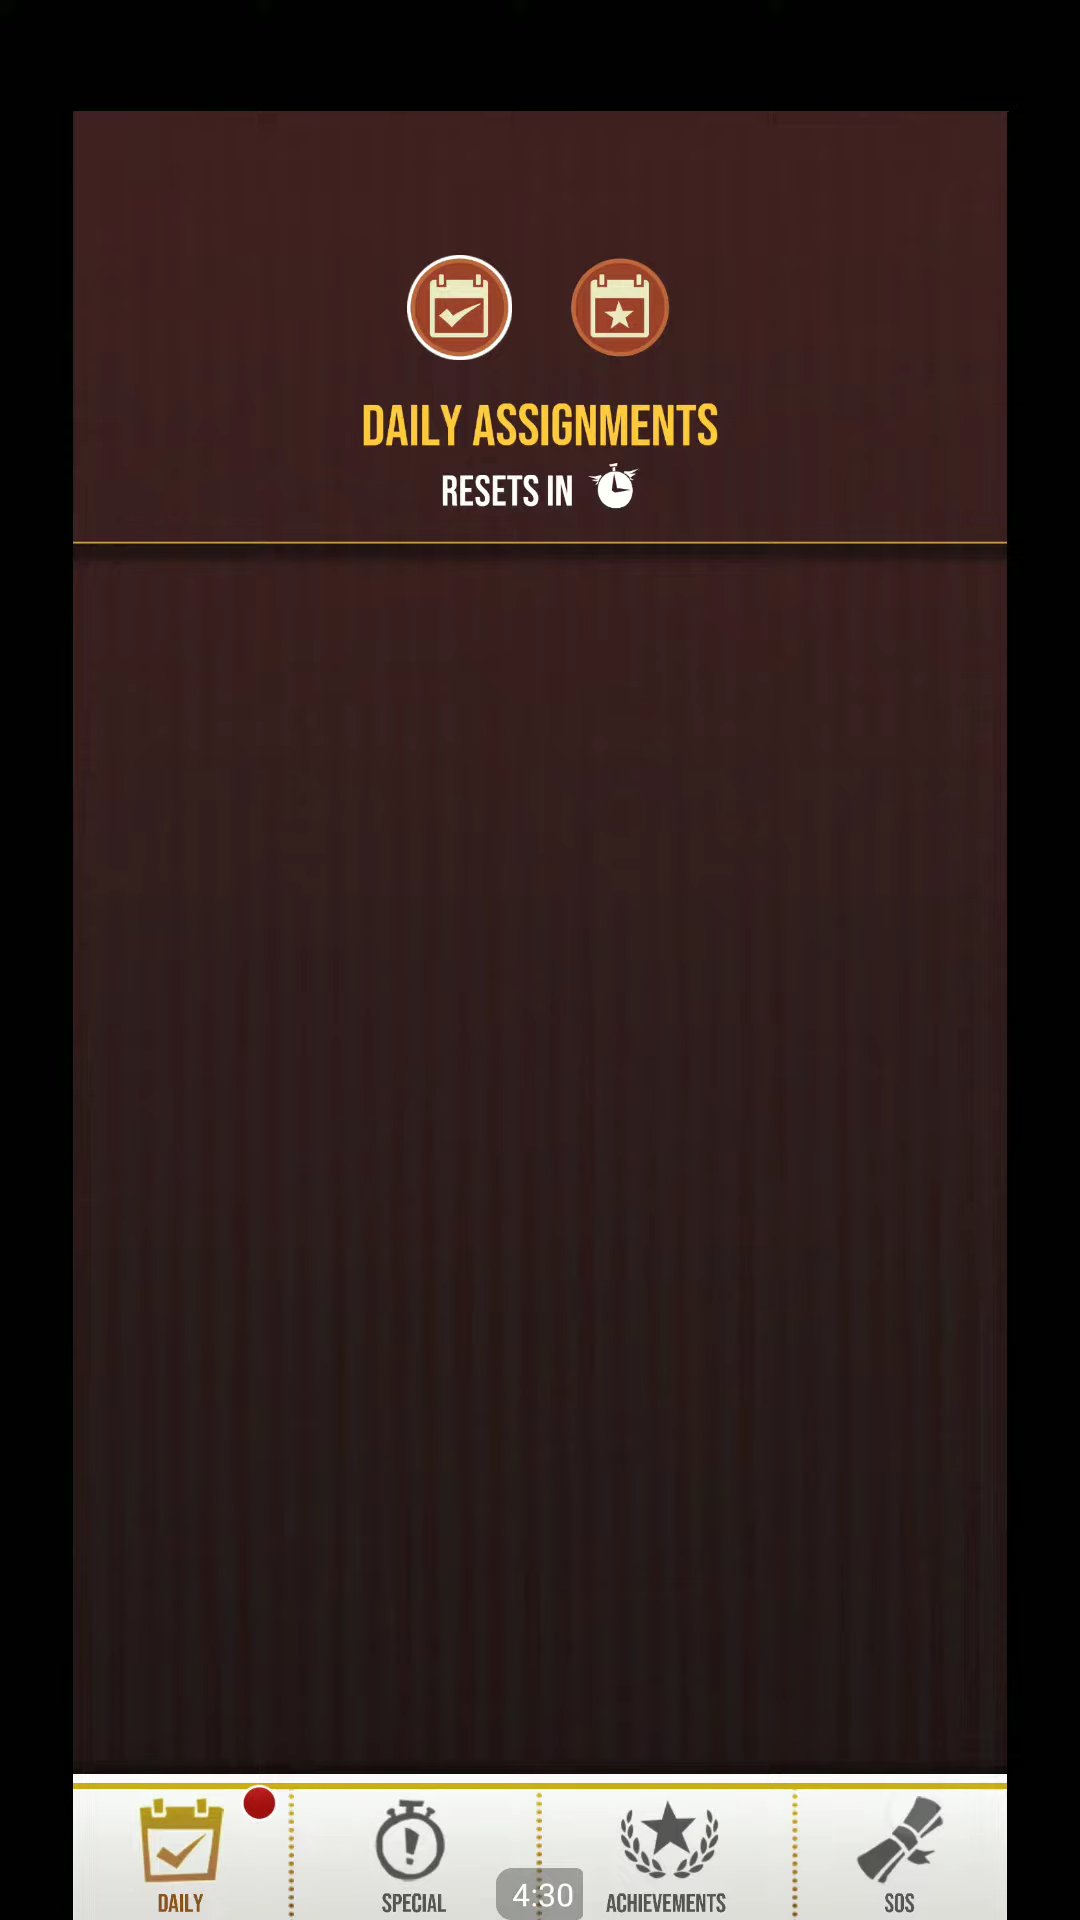 DAILY ASSIGNMENTS
RESETS IN
DAILY
SPECIAL
4:30
ACHIEVEMENTS
SOS